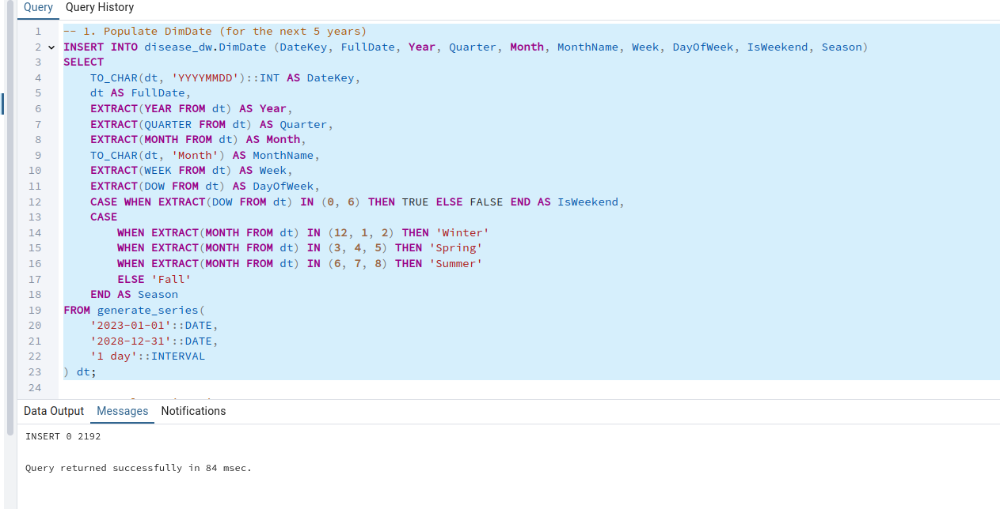 Query Query History
1 -- 1. Populate DimDate (for the next 5 years)
2 INSERT INTO disease_dw.DimDate (DateKey, FullDate, Year, Quarter, Month, MonthName, Week, DayOfWeek, IsWeekend, Season)
3 SELECT
4     TO_CHAR(dt, 'YYYYMMDD')::INT AS DateKey,
5     dt AS FullDate,
6     EXTRACT(YEAR FROM dt) AS Year,
7     EXTRACT(QUARTER FROM dt) AS Quarter,
8     EXTRACT(MONTH FROM dt) AS Month,
9     TO_CHAR(dt, 'Month') AS MonthName,
10     EXTRACT(WEEK FROM dt) AS Week,
11     EXTRACT(DOW FROM dt) AS DayOfWeek,
12     CASE WHEN EXTRACT(DOW FROM dt) IN (0, 6) THEN TRUE ELSE FALSE END AS IsWeekend,
13     CASE
14         WHEN EXTRACT(MONTH FROM dt) IN (12, 1, 2) THEN 'Winter'
15         WHEN EXTRACT(MONTH FROM dt) IN (3, 4, 5) THEN 'Spring'
16         WHEN EXTRACT(MONTH FROM dt) IN (6, 7, 8) THEN 'Summer'
17         ELSE 'Fall'
18     END AS Season
19 FROM generate_series(
20     '2023-01-01'::DATE,
21     '2028-12-31'::DATE,
22     '1 day'::INTERVAL
23 ) dt;
24
Data Output Messages Notifications
INSERT 0 2192
Query returned successfully in 84 msec.